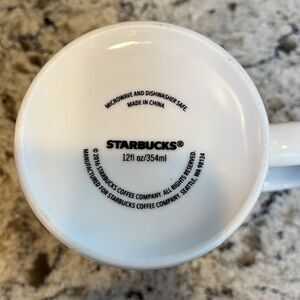 MICROWAVE AND DISHWASHER SAFE
MADE IN CHINA
STARBUCKS®
12fl oz/354ml
© 2016 STARBUCKS COFFEE COMPANY. ALL RIGHTS RESERVED
MANUFACTURED FOR STARBUCKS COFFEE COMPANY. SEATTLE, WA 98134